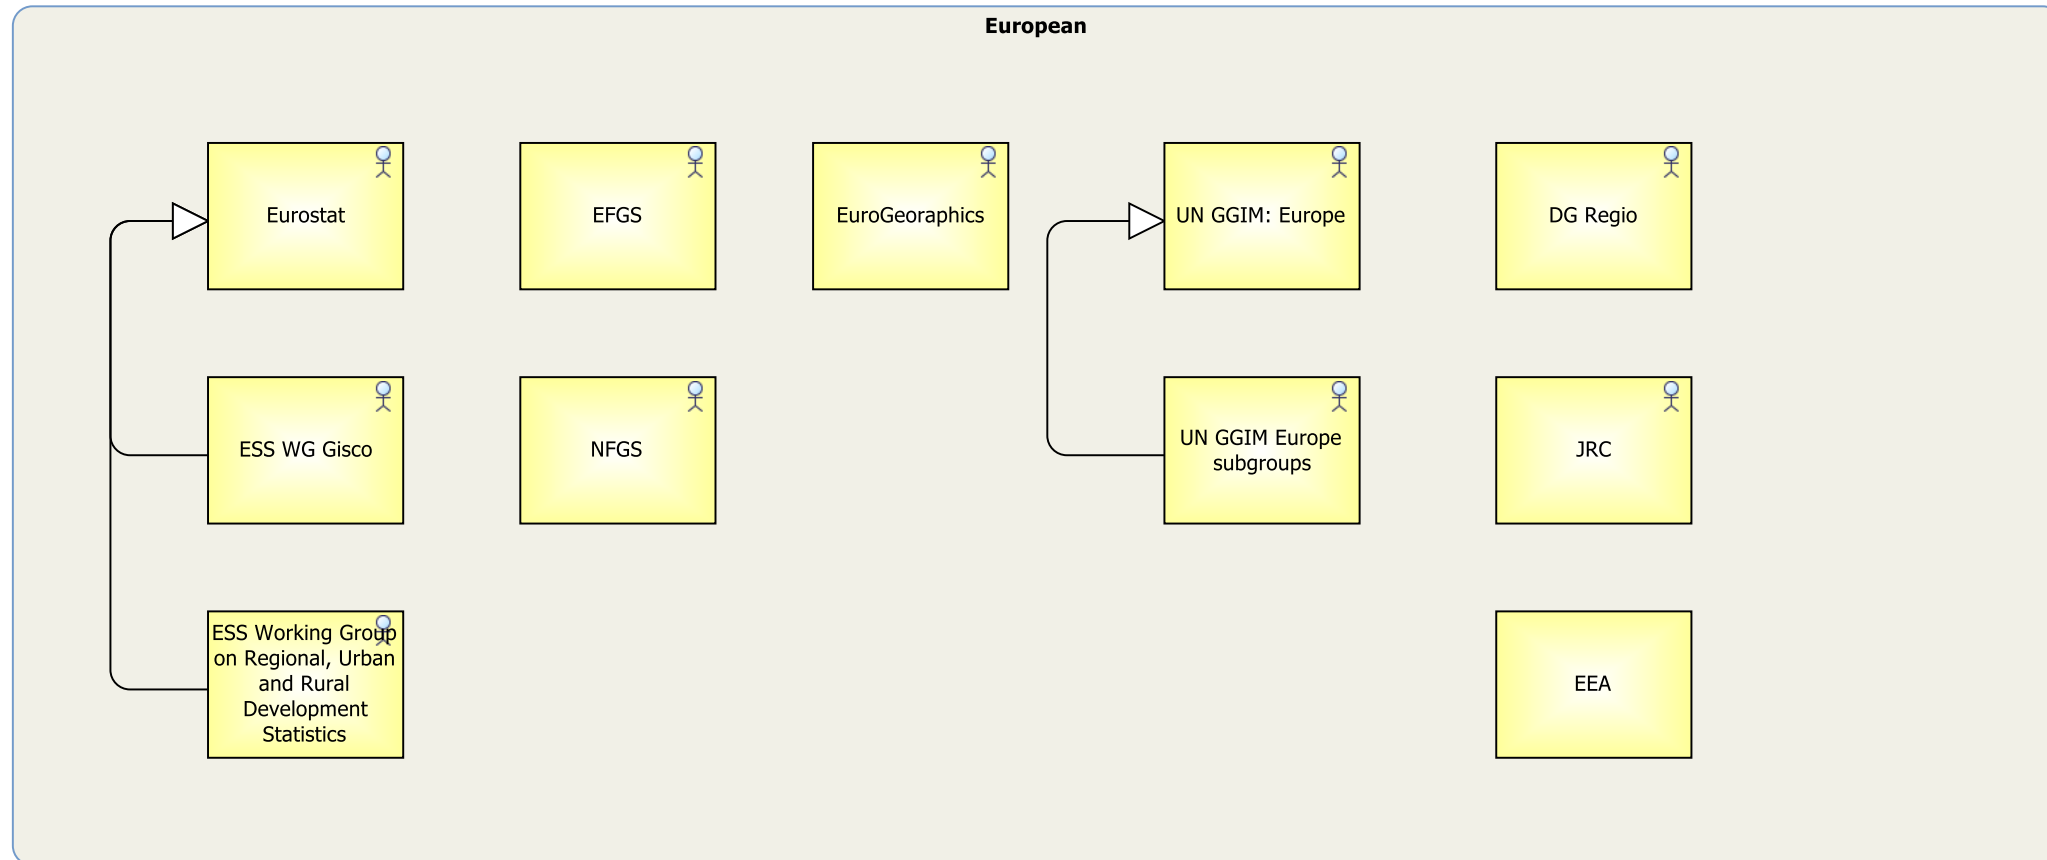 European
Eurostat
EFGS
EuroGeoraphics
UN GGIM: Europe
DG Regio
ESS WG Gisco
NFGS
UN GGIM Europe
subgroups
JRC
ESS Working Group
on Regional, Urban
and Rural
Development
Statistics
EEA